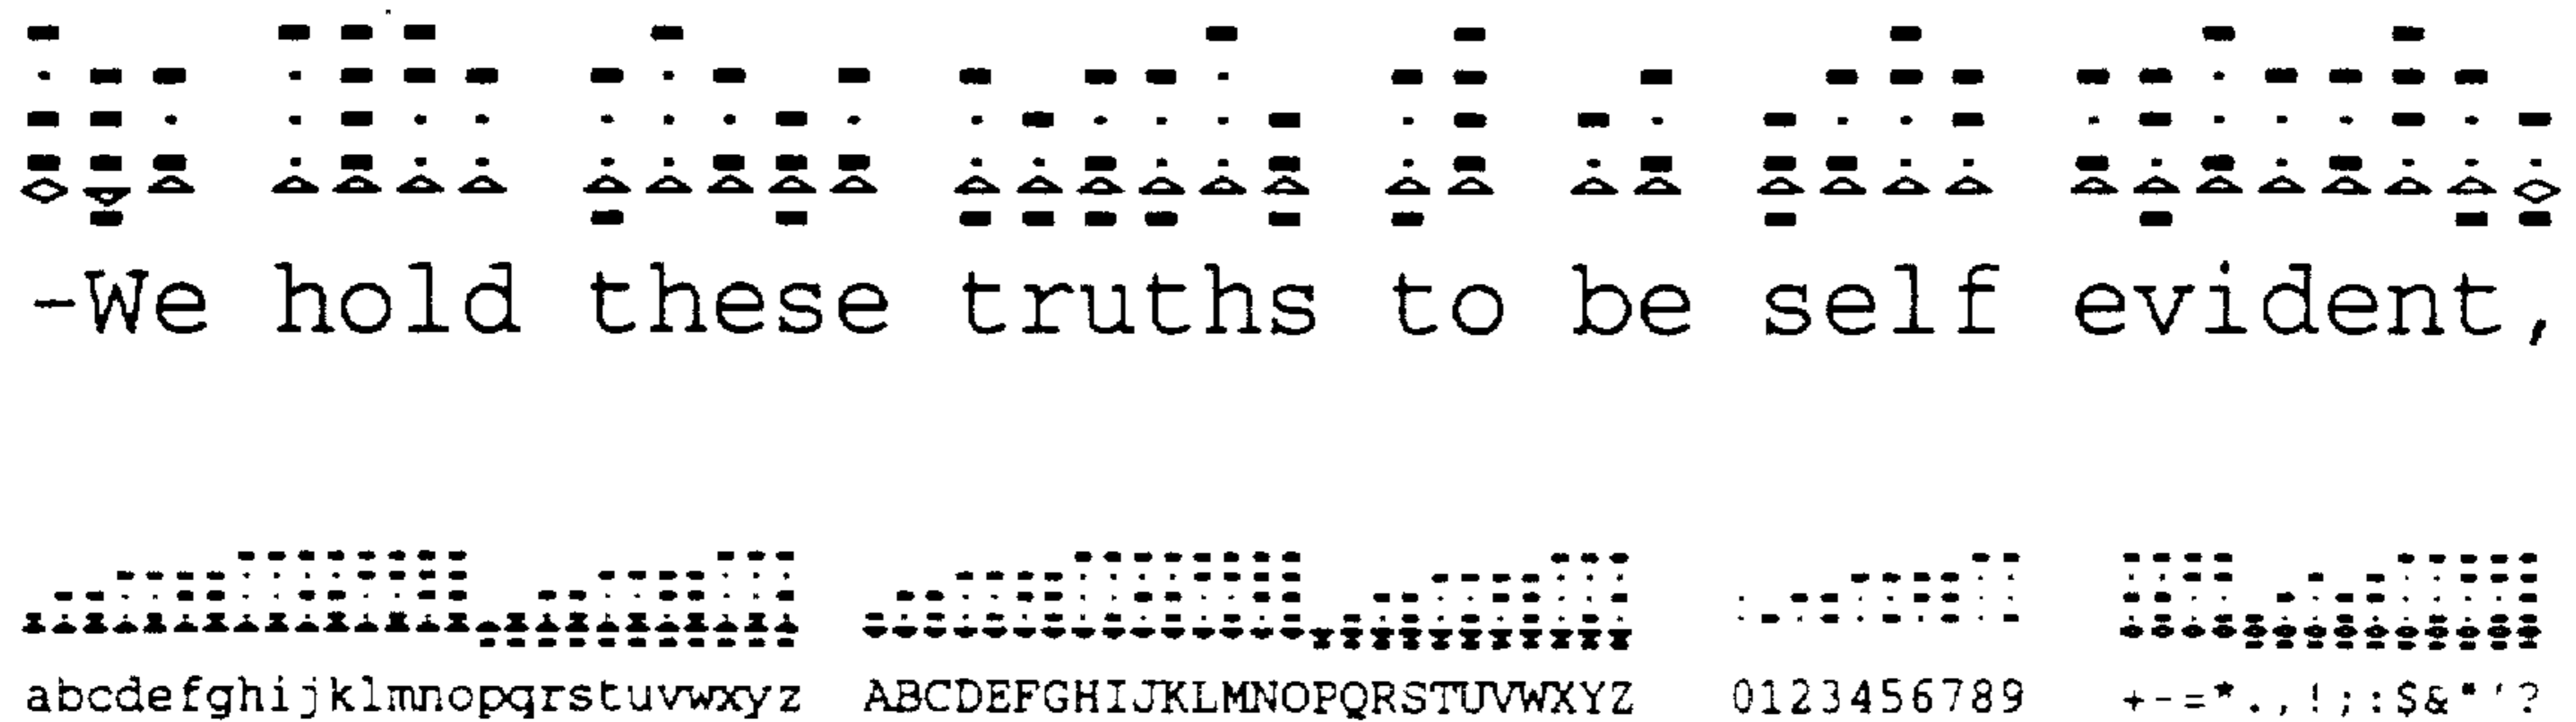 -We hold these truths to be self evident,
abcdefghijklmnopqrstuvwxyz ABCDEFGHIJKLMNOPQRSTUVWXYZ 0123456789 +-=*.,!;:$&"'?